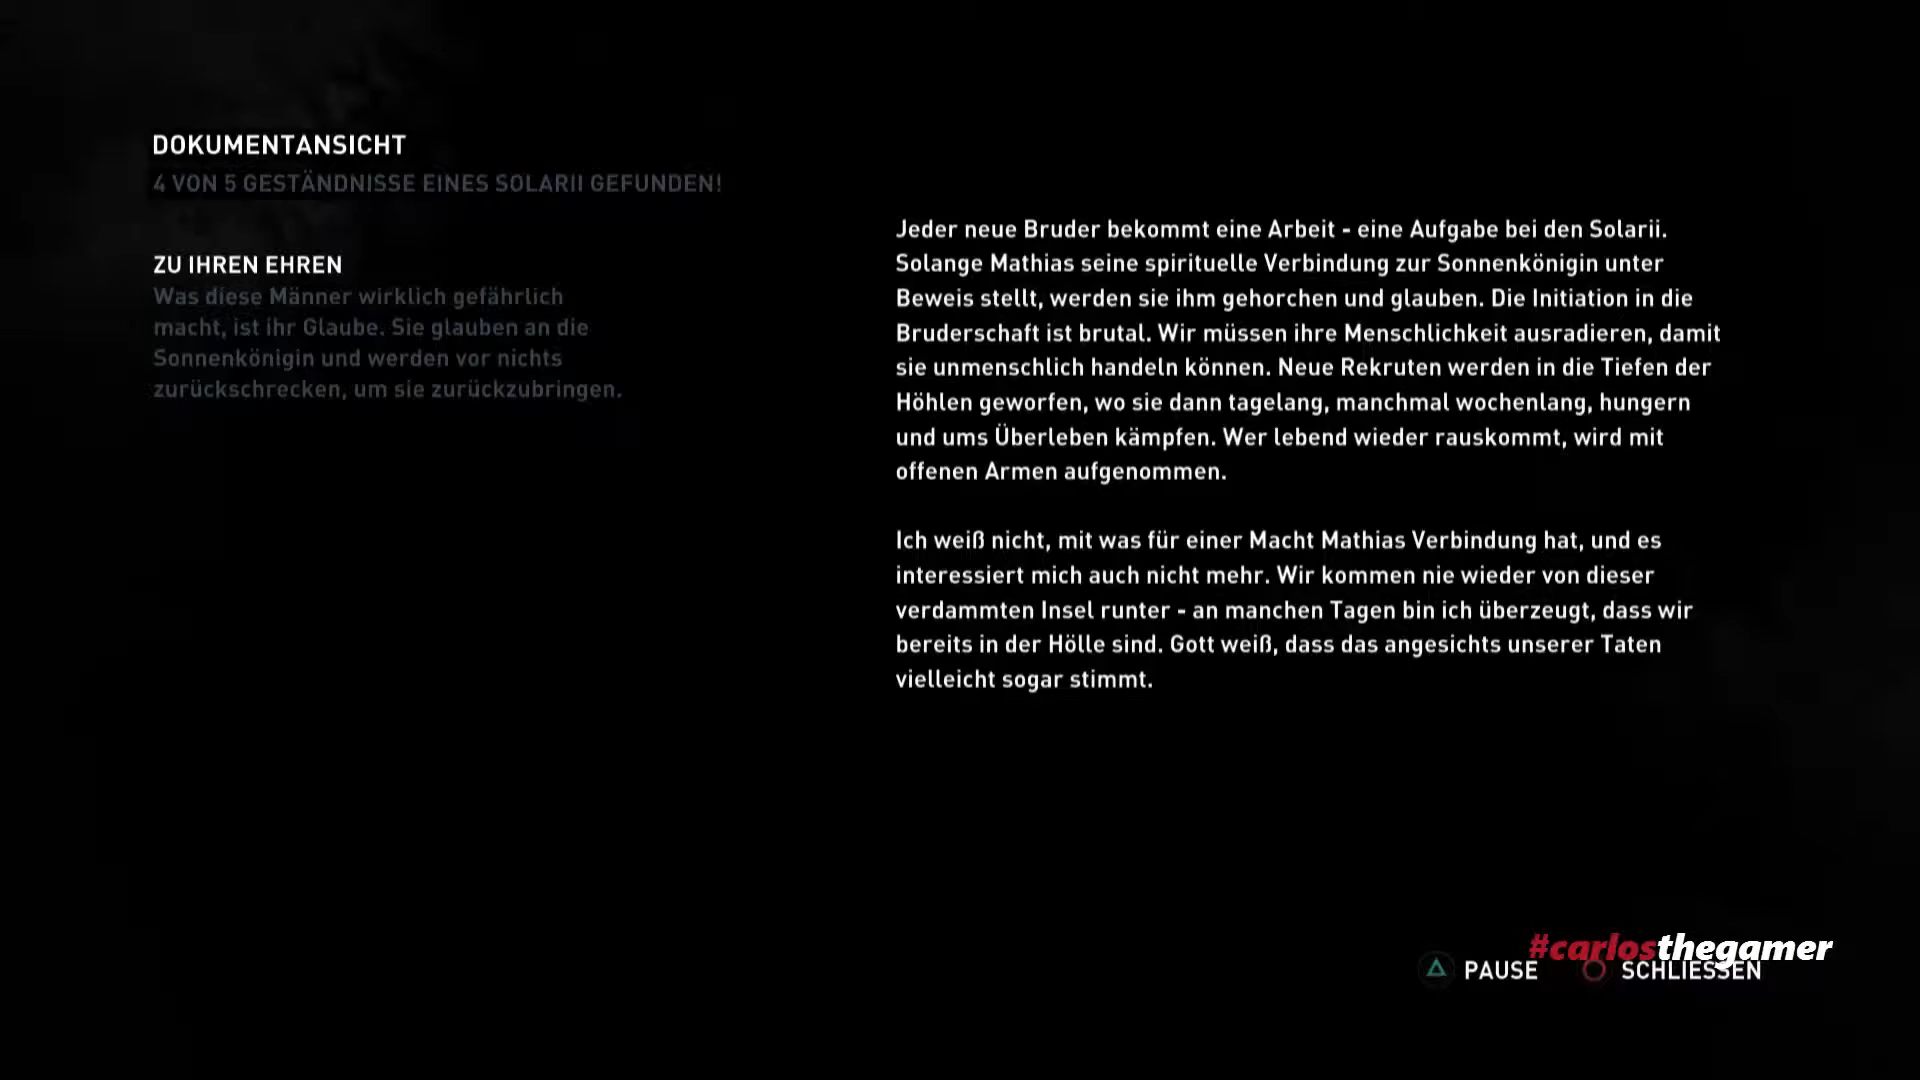 DOKUMENTANSICHT
4 VON 5 GESTÄNDNISSE EINES SOLARII GEFUNDEN!
ZU IHREN EHREN
Was diese Männer wirklich gefährlich
macht, ist ihr Glaube. Sie glauben an die
Sonnenkönigin und werden vor nichts
zurückschrecken, um sie zurückzubringen.
Jeder neue Bruder bekommt eine Arbeit - eine Aufgabe bei den Solarii.
Solange Mathias seine spirituelle Verbindung zur Sonnenkönigin unter
Beweis stellt, werden sie ihm gehorchen und glauben. Die Initiation in die
Bruderschaft ist brutal. Wir müssen ihre Menschlichkeit ausradieren, damit
sie unmenschlich handeln können. Neue Rekruten werden in die Tiefen der
Höhlen geworfen, wo sie dann tagelang, manchmal wochenlang, hungern
und ums Überleben kämpfen. Wer lebend wieder rauskommt, wird mit
offenen Armen aufgenommen.
Ich weiß nicht, mit was für einer Macht Mathias Verbindung hat, und es
interessiert mich auch nicht mehr. Wir kommen nie wieder von dieser
verdammten Insel runter - an manchen Tagen bin ich überzeugt, dass wir
bereits in der Hölle sind. Gott weiß, dass das angesichts unserer Taten
vielleicht sogar stimmt.
#carlosthegamer
PAUSE SCHLIESSEN